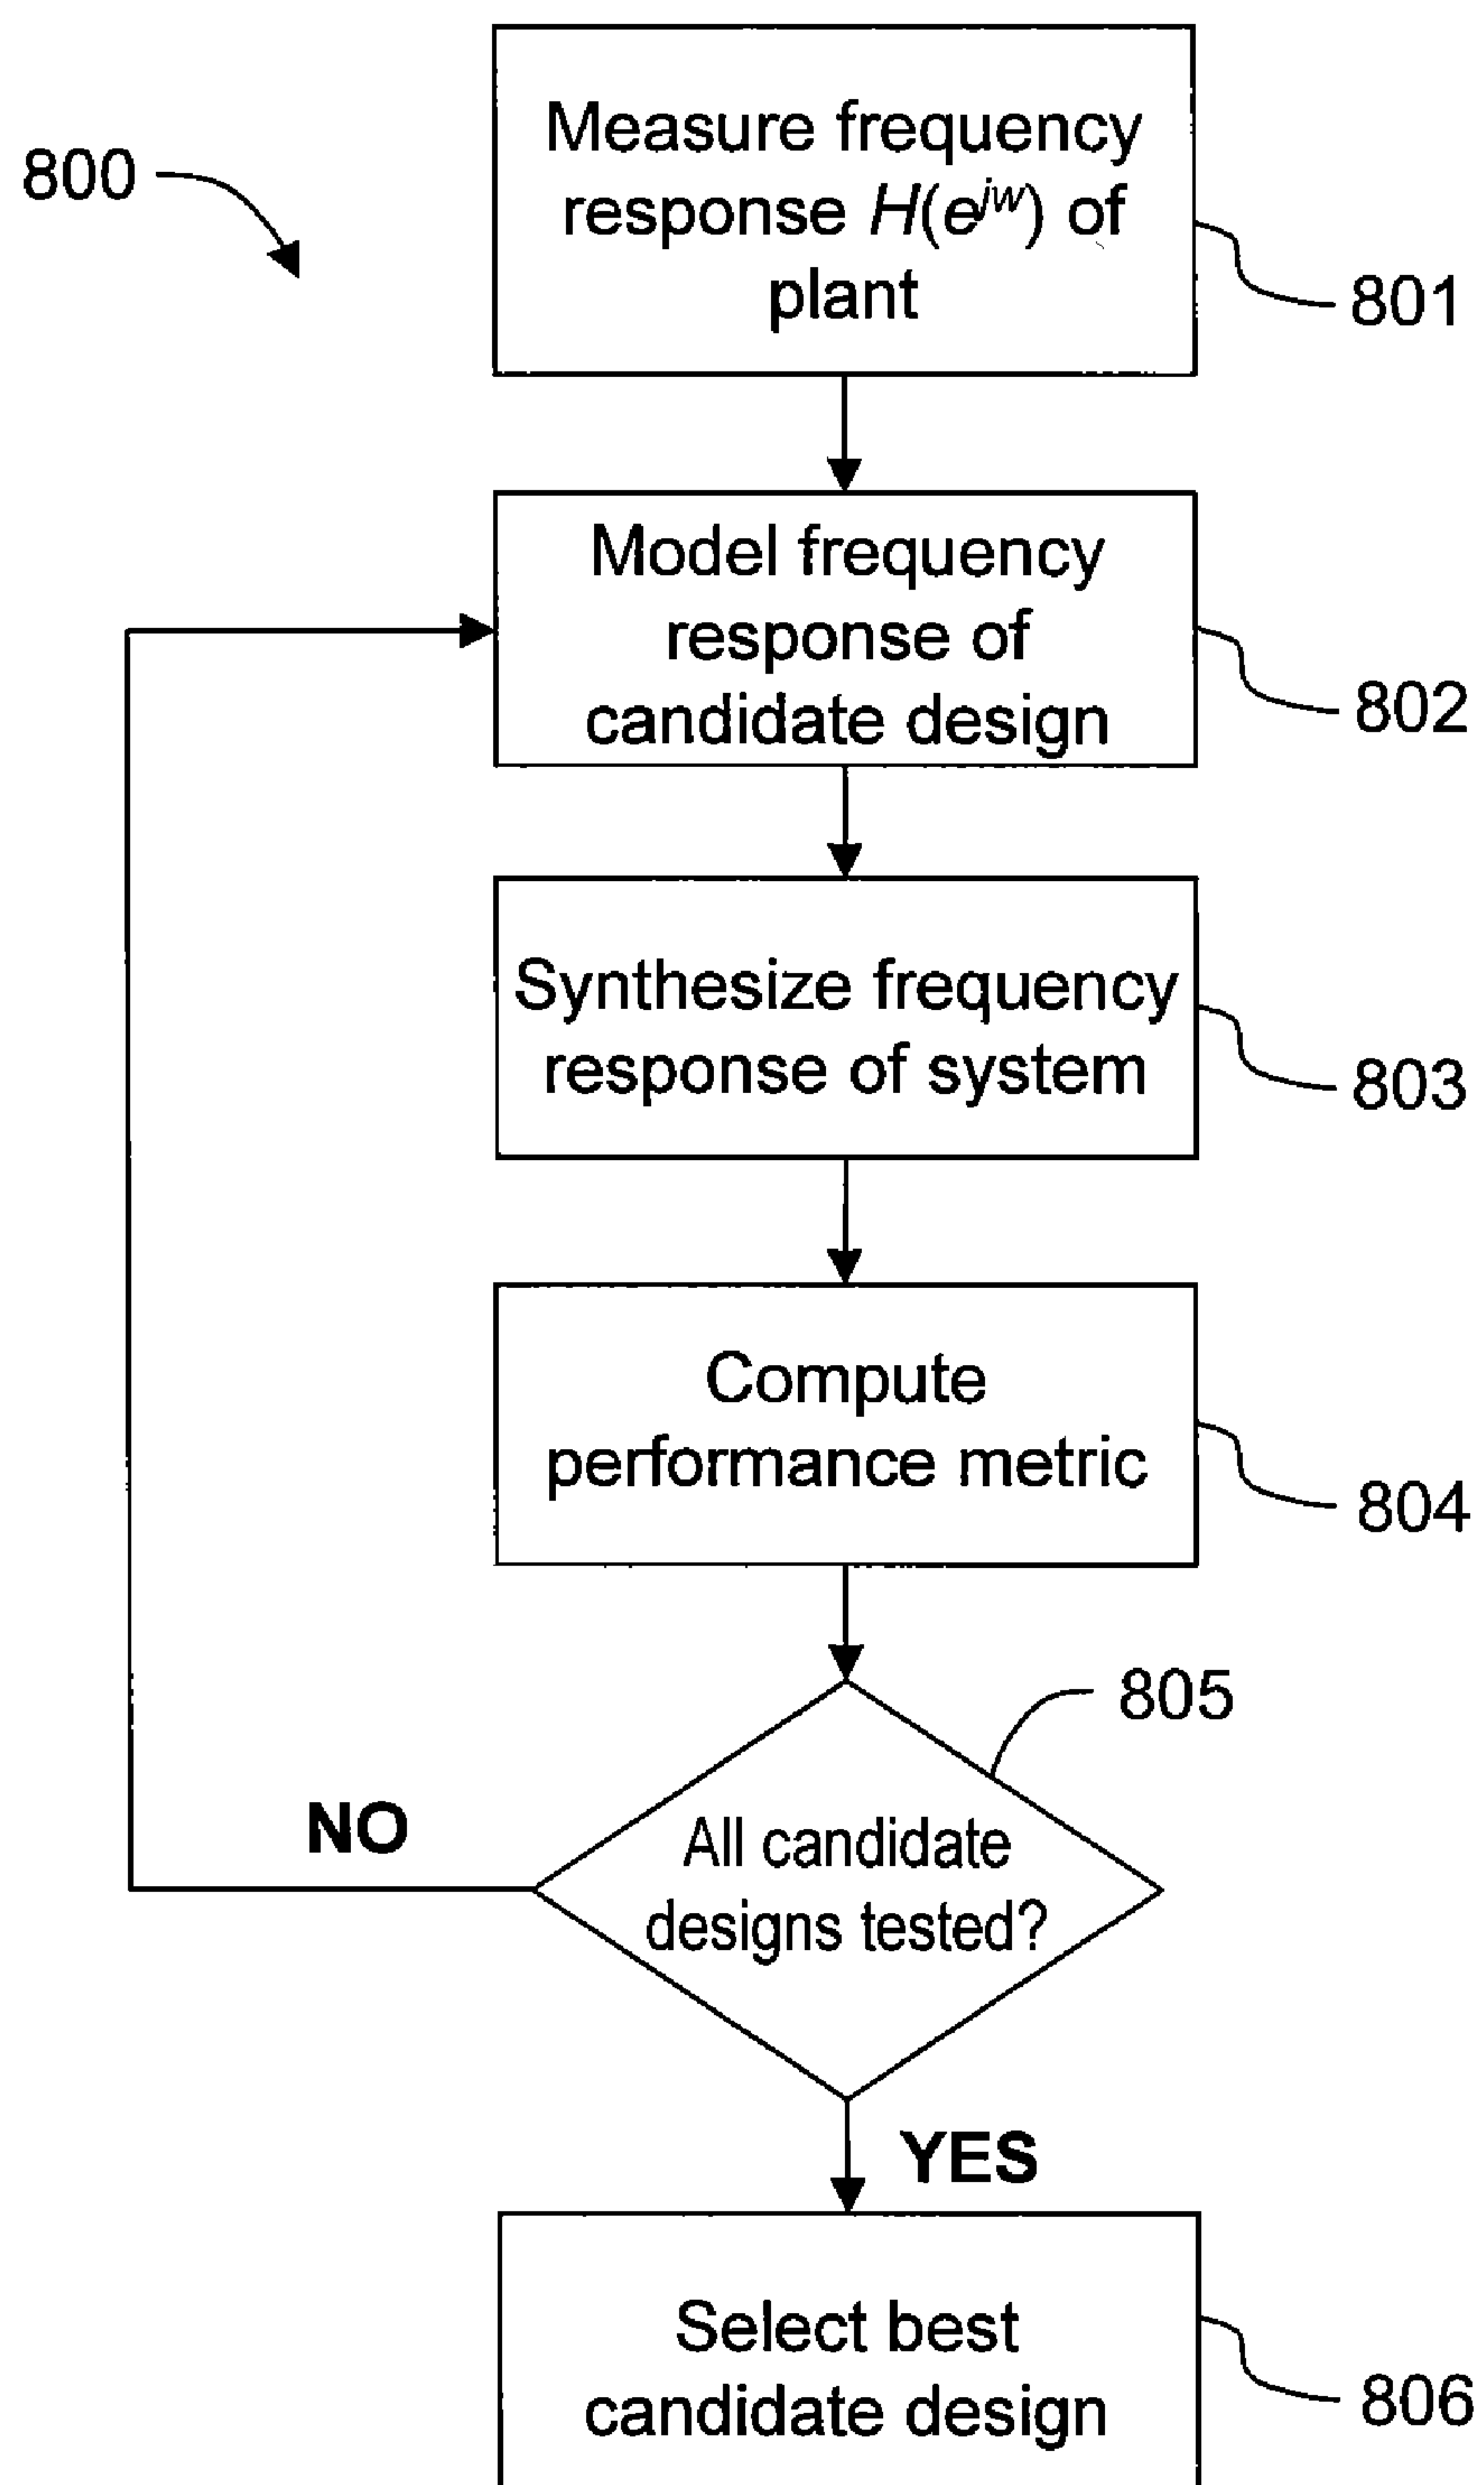 800
Measure frequency
response H(e^jw) of
plant
801
Model frequency
response of
candidate design
802
Synthesize frequency
response of system
803
Compute
performance metric
804
805
All candidate
designs tested?
NO
YES
Select best
candidate design
806